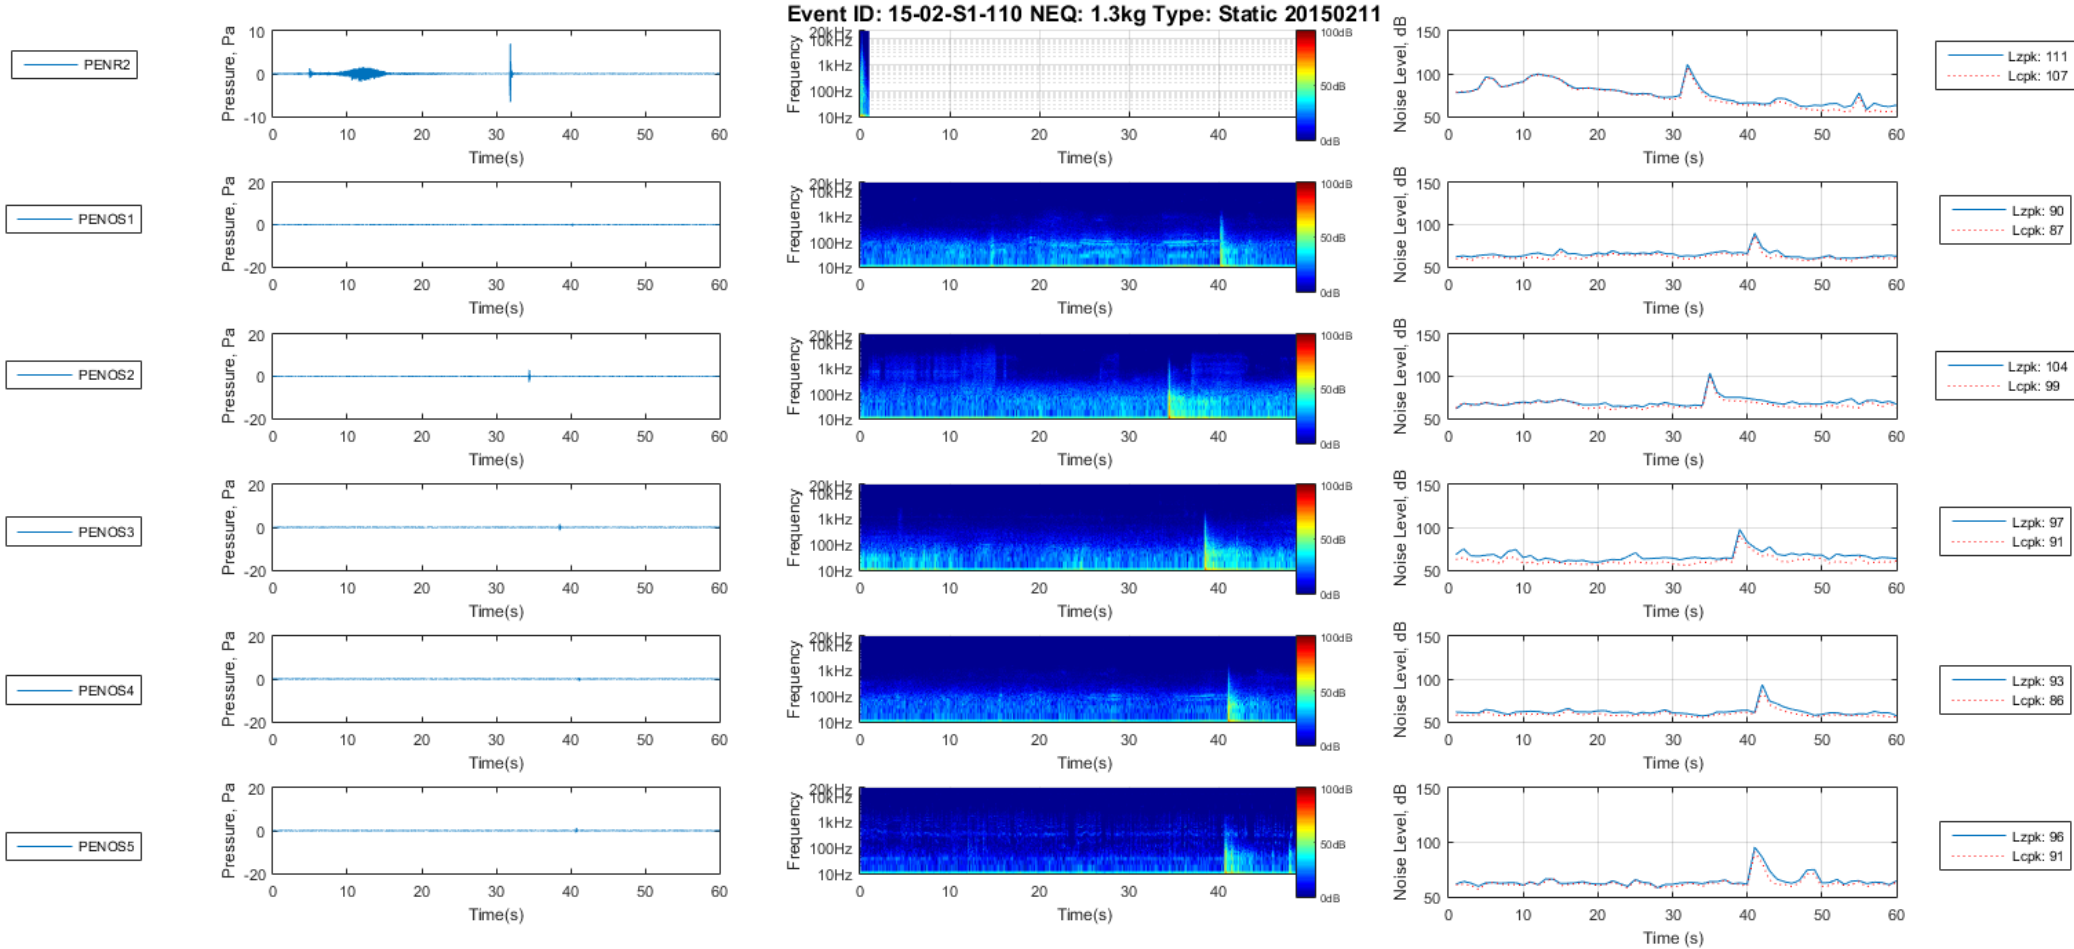 Event ID: 15-02-S1-110 NEQ: 1.3kg Type: Static 20150211
PENR2
Pressure, Pa
10
0
-10
0 10 20 30 40 50 60
Time(s)
Frequency
20kHz
10kHz
1kHz
100Hz
10Hz
0 10 20 30 40
Time(s)
100dB
50dB
0dB
Noise Level, dB
150
100
50
0 10 20 30 40 50 60
Time (s)
Lzpk: 111
Lcpk: 107
PENOS1
Pressure, Pa
20
0
-20
0 10 20 30 40 50 60
Time(s)
Frequency
20kHz
10kHz
1kHz
100Hz
10Hz
0 10 20 30 40
Time(s)
100dB
50dB
0dB
Noise Level, dB
150
100
50
0 10 20 30 40 50 60
Time (s)
Lzpk: 90
Lcpk: 87
PENOS2
Pressure, Pa
20
0
-20
0 10 20 30 40 50 60
Time(s)
Frequency
20kHz
10kHz
1kHz
100Hz
10Hz
0 10 20 30 40
Time(s)
100dB
50dB
0dB
Noise Level, dB
150
100
50
0 10 20 30 40 50 60
Time (s)
Lzpk: 104
Lcpk: 99
PENOS3
Pressure, Pa
20
0
-20
0 10 20 30 40 50 60
Time(s)
Frequency
20kHz
10kHz
1kHz
100Hz
10Hz
0 10 20 30 40
Time(s)
100dB
50dB
0dB
Noise Level, dB
150
100
50
0 10 20 30 40 50 60
Time (s)
Lzpk: 97
Lcpk: 91
PENOS4
Pressure, Pa
20
0
-20
0 10 20 30 40 50 60
Time(s)
Frequency
20kHz
10kHz
1kHz
100Hz
10Hz
0 10 20 30 40
Time(s)
100dB
50dB
0dB
Noise Level, dB
150
100
50
0 10 20 30 40 50 60
Time (s)
Lzpk: 93
Lcpk: 86
PENOS5
Pressure, Pa
20
0
-20
0 10 20 30 40 50 60
Time(s)
Frequency
20kHz
10kHz
1kHz
100Hz
10Hz
0 10 20 30 40
Time(s)
100dB
50dB
0dB
Noise Level, dB
150
100
50
0 10 20 30 40 50 60
Time (s)
Lzpk: 96
Lcpk: 91